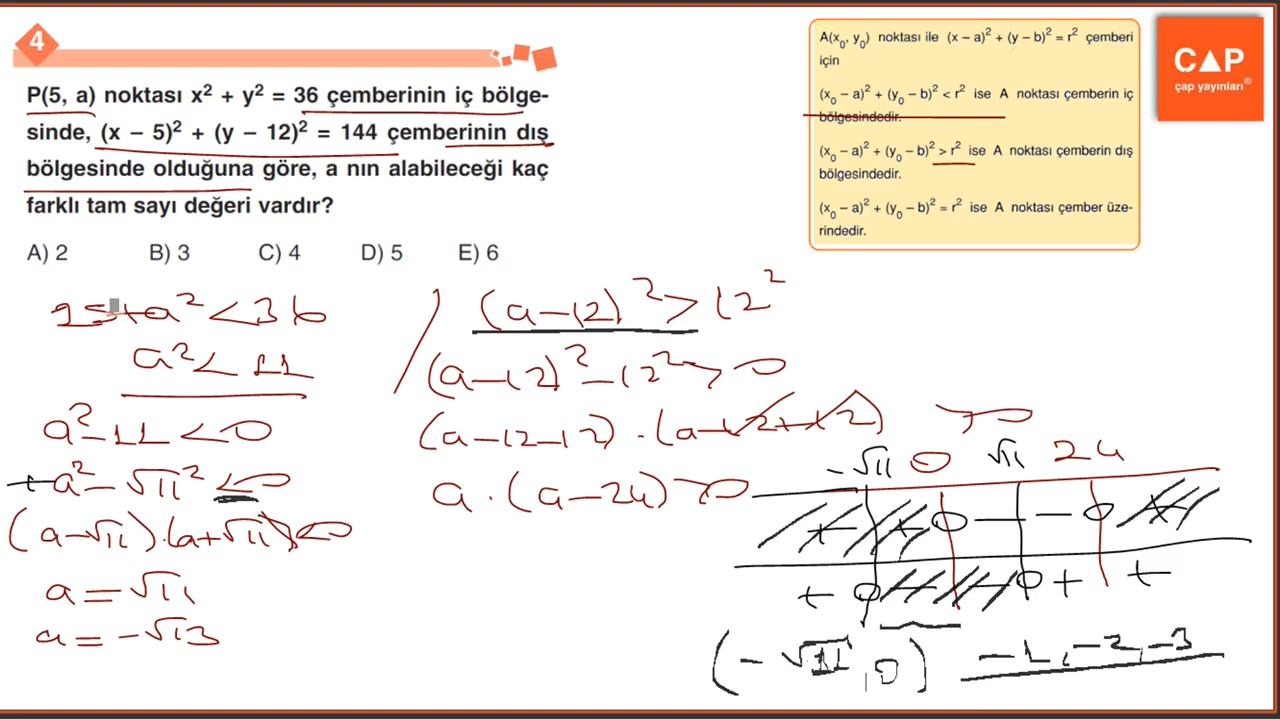 4
P(5, a) noktası x² + y² = 36 çemberinin iç bölge-
sinde, (x – 5)² + (y – 12)² = 144 çemberinin dış
bölgesinde olduğuna göre, a nın alabileceği kaç
farklı tam sayı değeri vardır?
A) 2 B) 3 C) 4 D) 5 E) 6
A(x₀, y₀) noktası ile (x – a)² + (y – b)² = r² çemberi
için
(x₀ – a)² + (y₀ – b)² < r² ise A noktası çemberin iç
bölgesindedir.
(x₀ – a)² + (y₀ – b)² > r² ise A noktası çemberin dış
bölgesindedir.
(x₀ – a)² + (y₀ – b)² = r² ise A noktası çember üze-
rindedir.
CAP
çap yayınları®
25+a² < 36
a² < 11
a²-11 < 0
+a²-√11² < 0
(a-√11).(a+√11) < 0
a = √11
a = -√13
(a-12)² > 12²
(a-12)²-12² > 0
(a-12-12).(a-12+12) > 0
a.(a-24) > 0
-√11 0 √11 24
+ + 0 - - 0 +
+ 0 - - 0 + +
(-√11, 0) -1, -2, -3